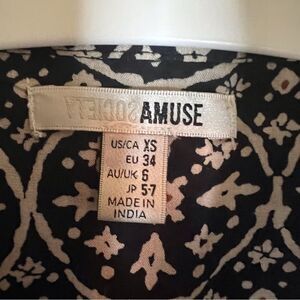 SOCIETY AMUSE
US/CA XS
EU 34
AU/UK 6
JP 5-7
MADE IN
INDIA